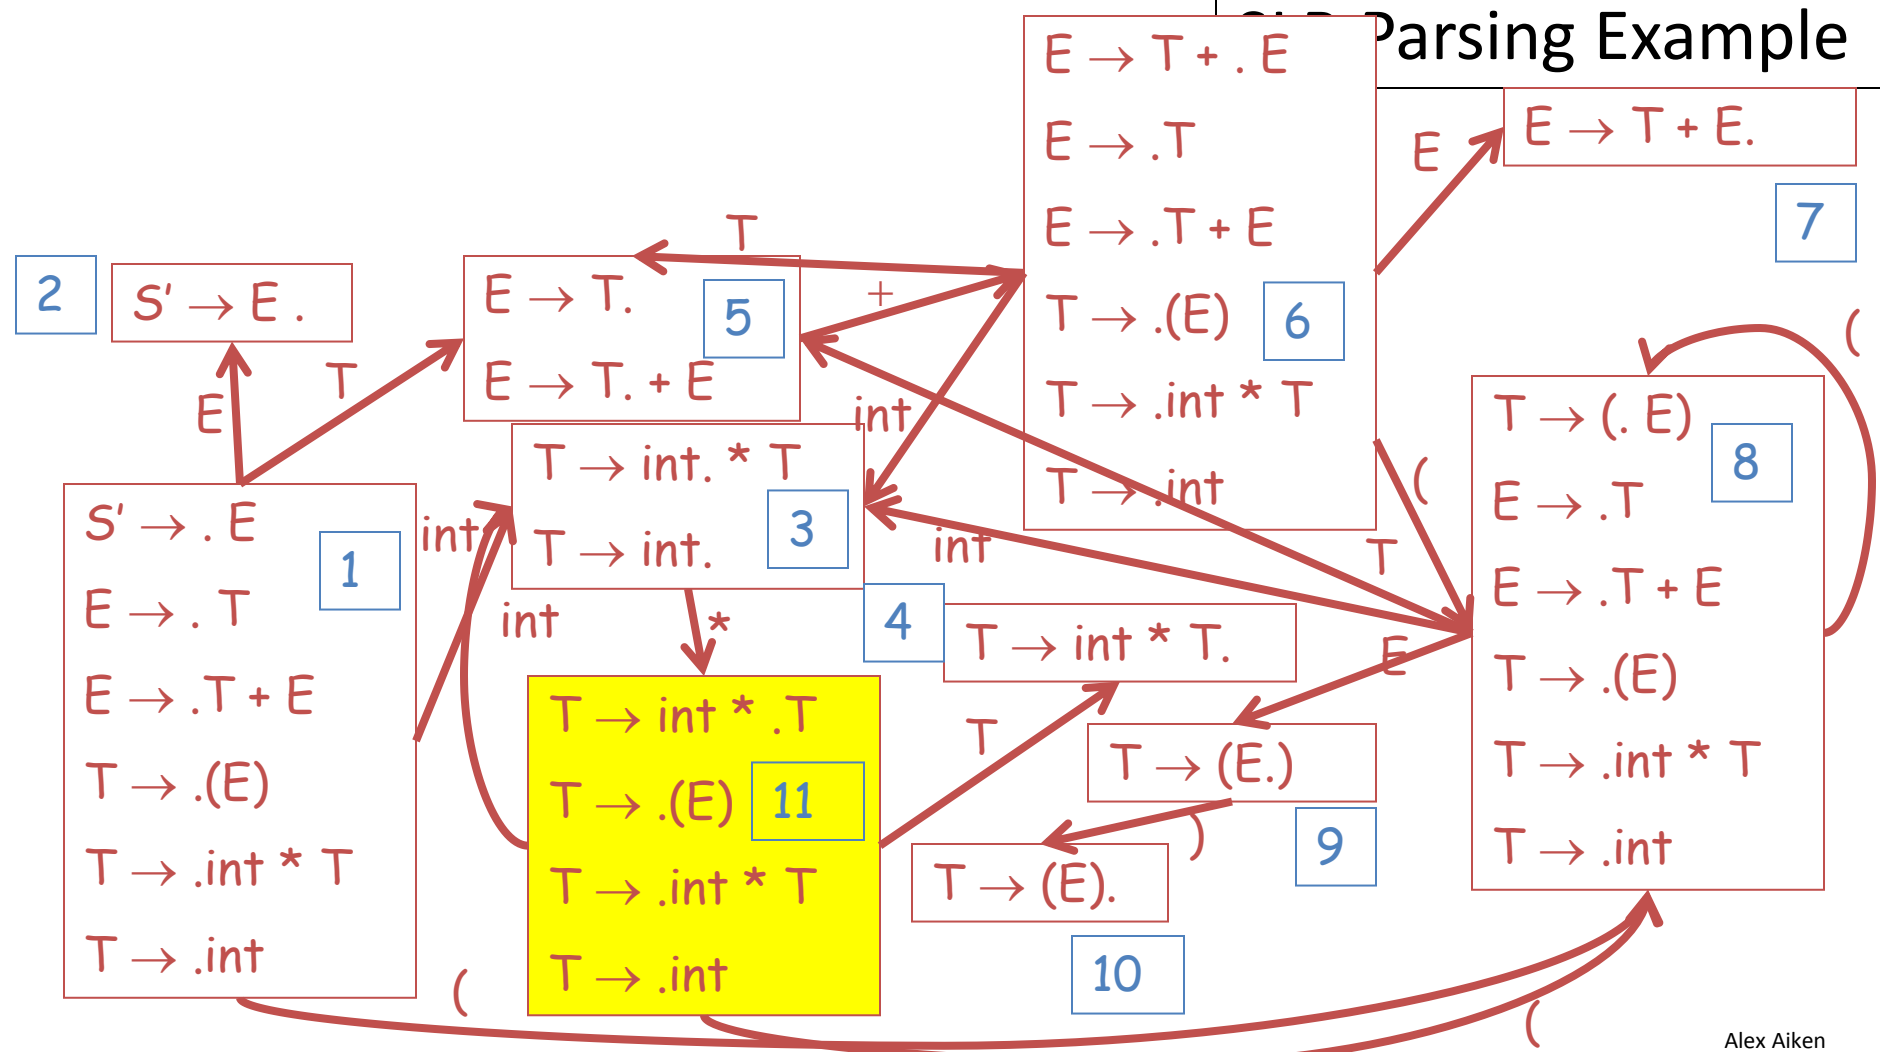 Parsing Example
E → T + . E
E → .T
E → .T + E
T → .(E)
T → .int * T
T → .int
6
E
E → T + E.
7
2
S' → E .
E
T
T
E → T.
E → T. + E
5
+
int
T → int. * T
T → int.
3
int
int
int
*
S' → . E
E → . T
E → .T + E
T → .(E)
T → .int * T
T → .int
1
(
T → int * .T
T → .(E)
T → .int * T
T → .int
11
T
4
T → int * T.
T
E
(
T → (E.)
9
)
T → (E).
10
T → (. E)
E → .T
E → .T + E
T → .(E)
T → .int * T
T → .int
8
(
(
Alex Aiken